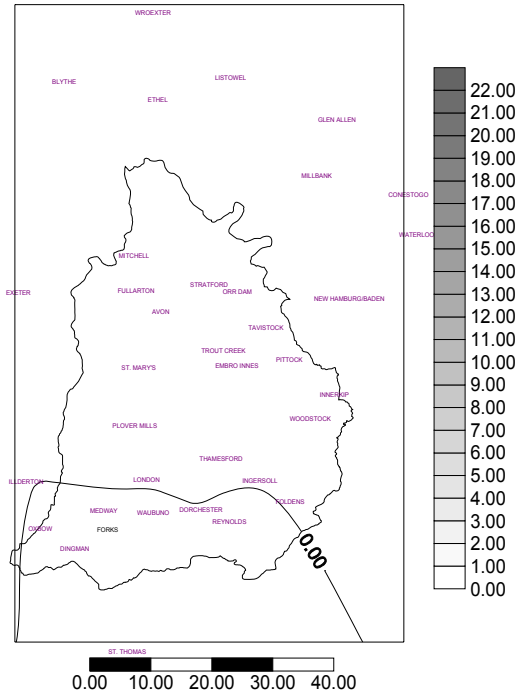 WROEXTER
LISTOWEL
BLYTHE
ETHEL
GLEN ALLEN
MILLBANK
CONESTOGO
WATERLOO
MITCHELL
STRATFORD
FULLARTON
ORR DAM
EXETER
NEW HAMBURG/BADEN
AVON
TAVISTOCK
TROUT CREEK
PITTOCK
ST. MARY'S
EMBRO INNES
INNERKIP
WOODSTOCK
PLOVER MILLS
THAMESFORD
ILLDERTON
LONDON
INGERSOLL
FOLDENS
MEDWAY
WAUBUNO
DORCHESTER
REYNOLDS
OXBOW
FORKS
DINGMAN
0.00
ST. THOMAS
0.00 10.00 20.00 30.00 40.00
22.00
21.00
20.00
19.00
18.00
17.00
16.00
15.00
14.00
13.00
12.00
11.00
10.00
9.00
8.00
7.00
6.00
5.00
4.00
3.00
2.00
1.00
0.00